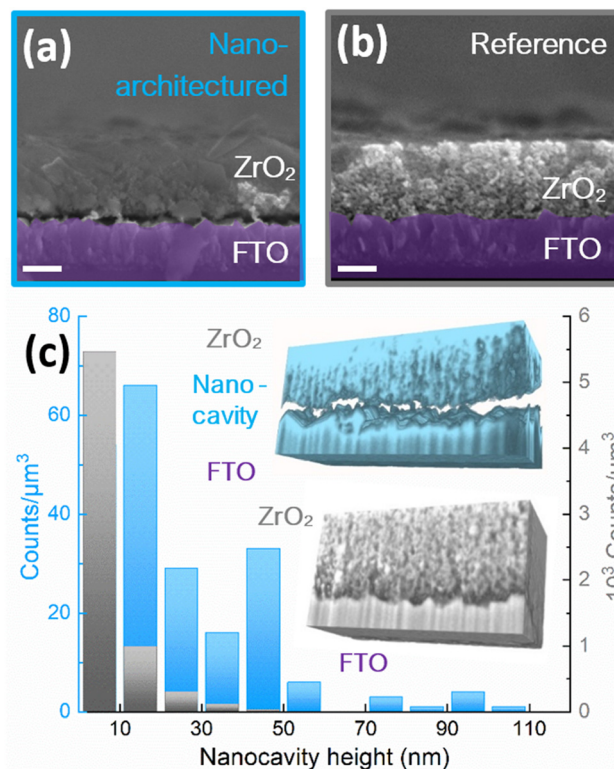 (a)
Nano-
architectured
ZrO₂
FTO
(b)
Reference
ZrO₂
FTO
(c)
80
60
40
20
0
Counts/µm³
ZrO₂
Nano-
cavity
FTO
ZrO₂
FTO
6
5
4
3
2
1
0
10³ Counts/µm³
10 30 50 70 90 110
Nanocavity height (nm)